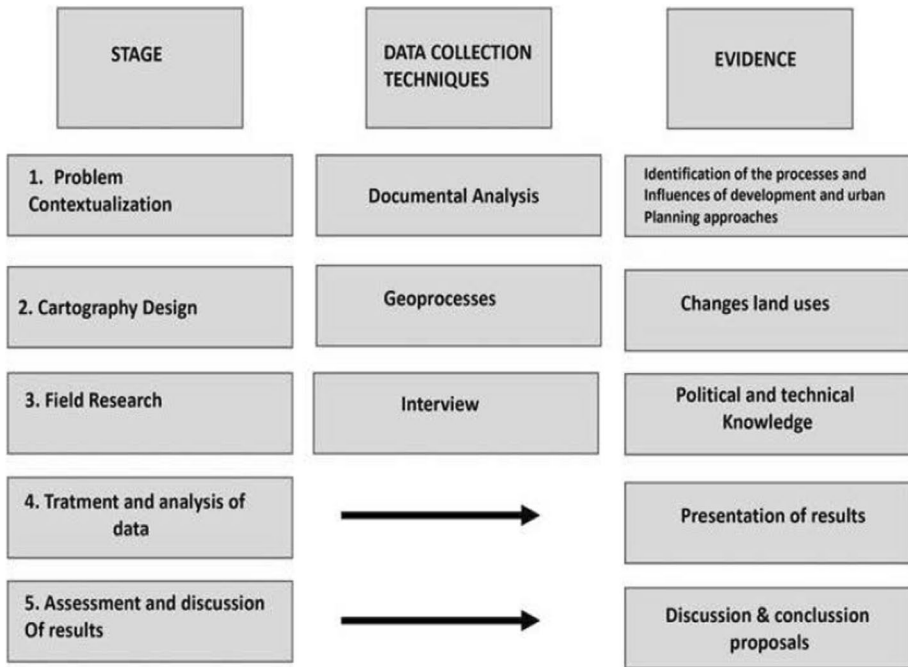 STAGE
DATA COLLECTION
TECHNIQUES
EVIDENCE
1. Problem
Contextualization
Documental Analysis
Identification of the processes and
Influences of development and urban
Planning approaches
2. Cartography Design
Geoprocesses
Changes land uses
3. Field Research
Interview
Political and technical
Knowledge
4. Tratment and analysis of
data
Presentation of results
5. Assessment and discussion
Of results
Discussion & conclussion
proposals